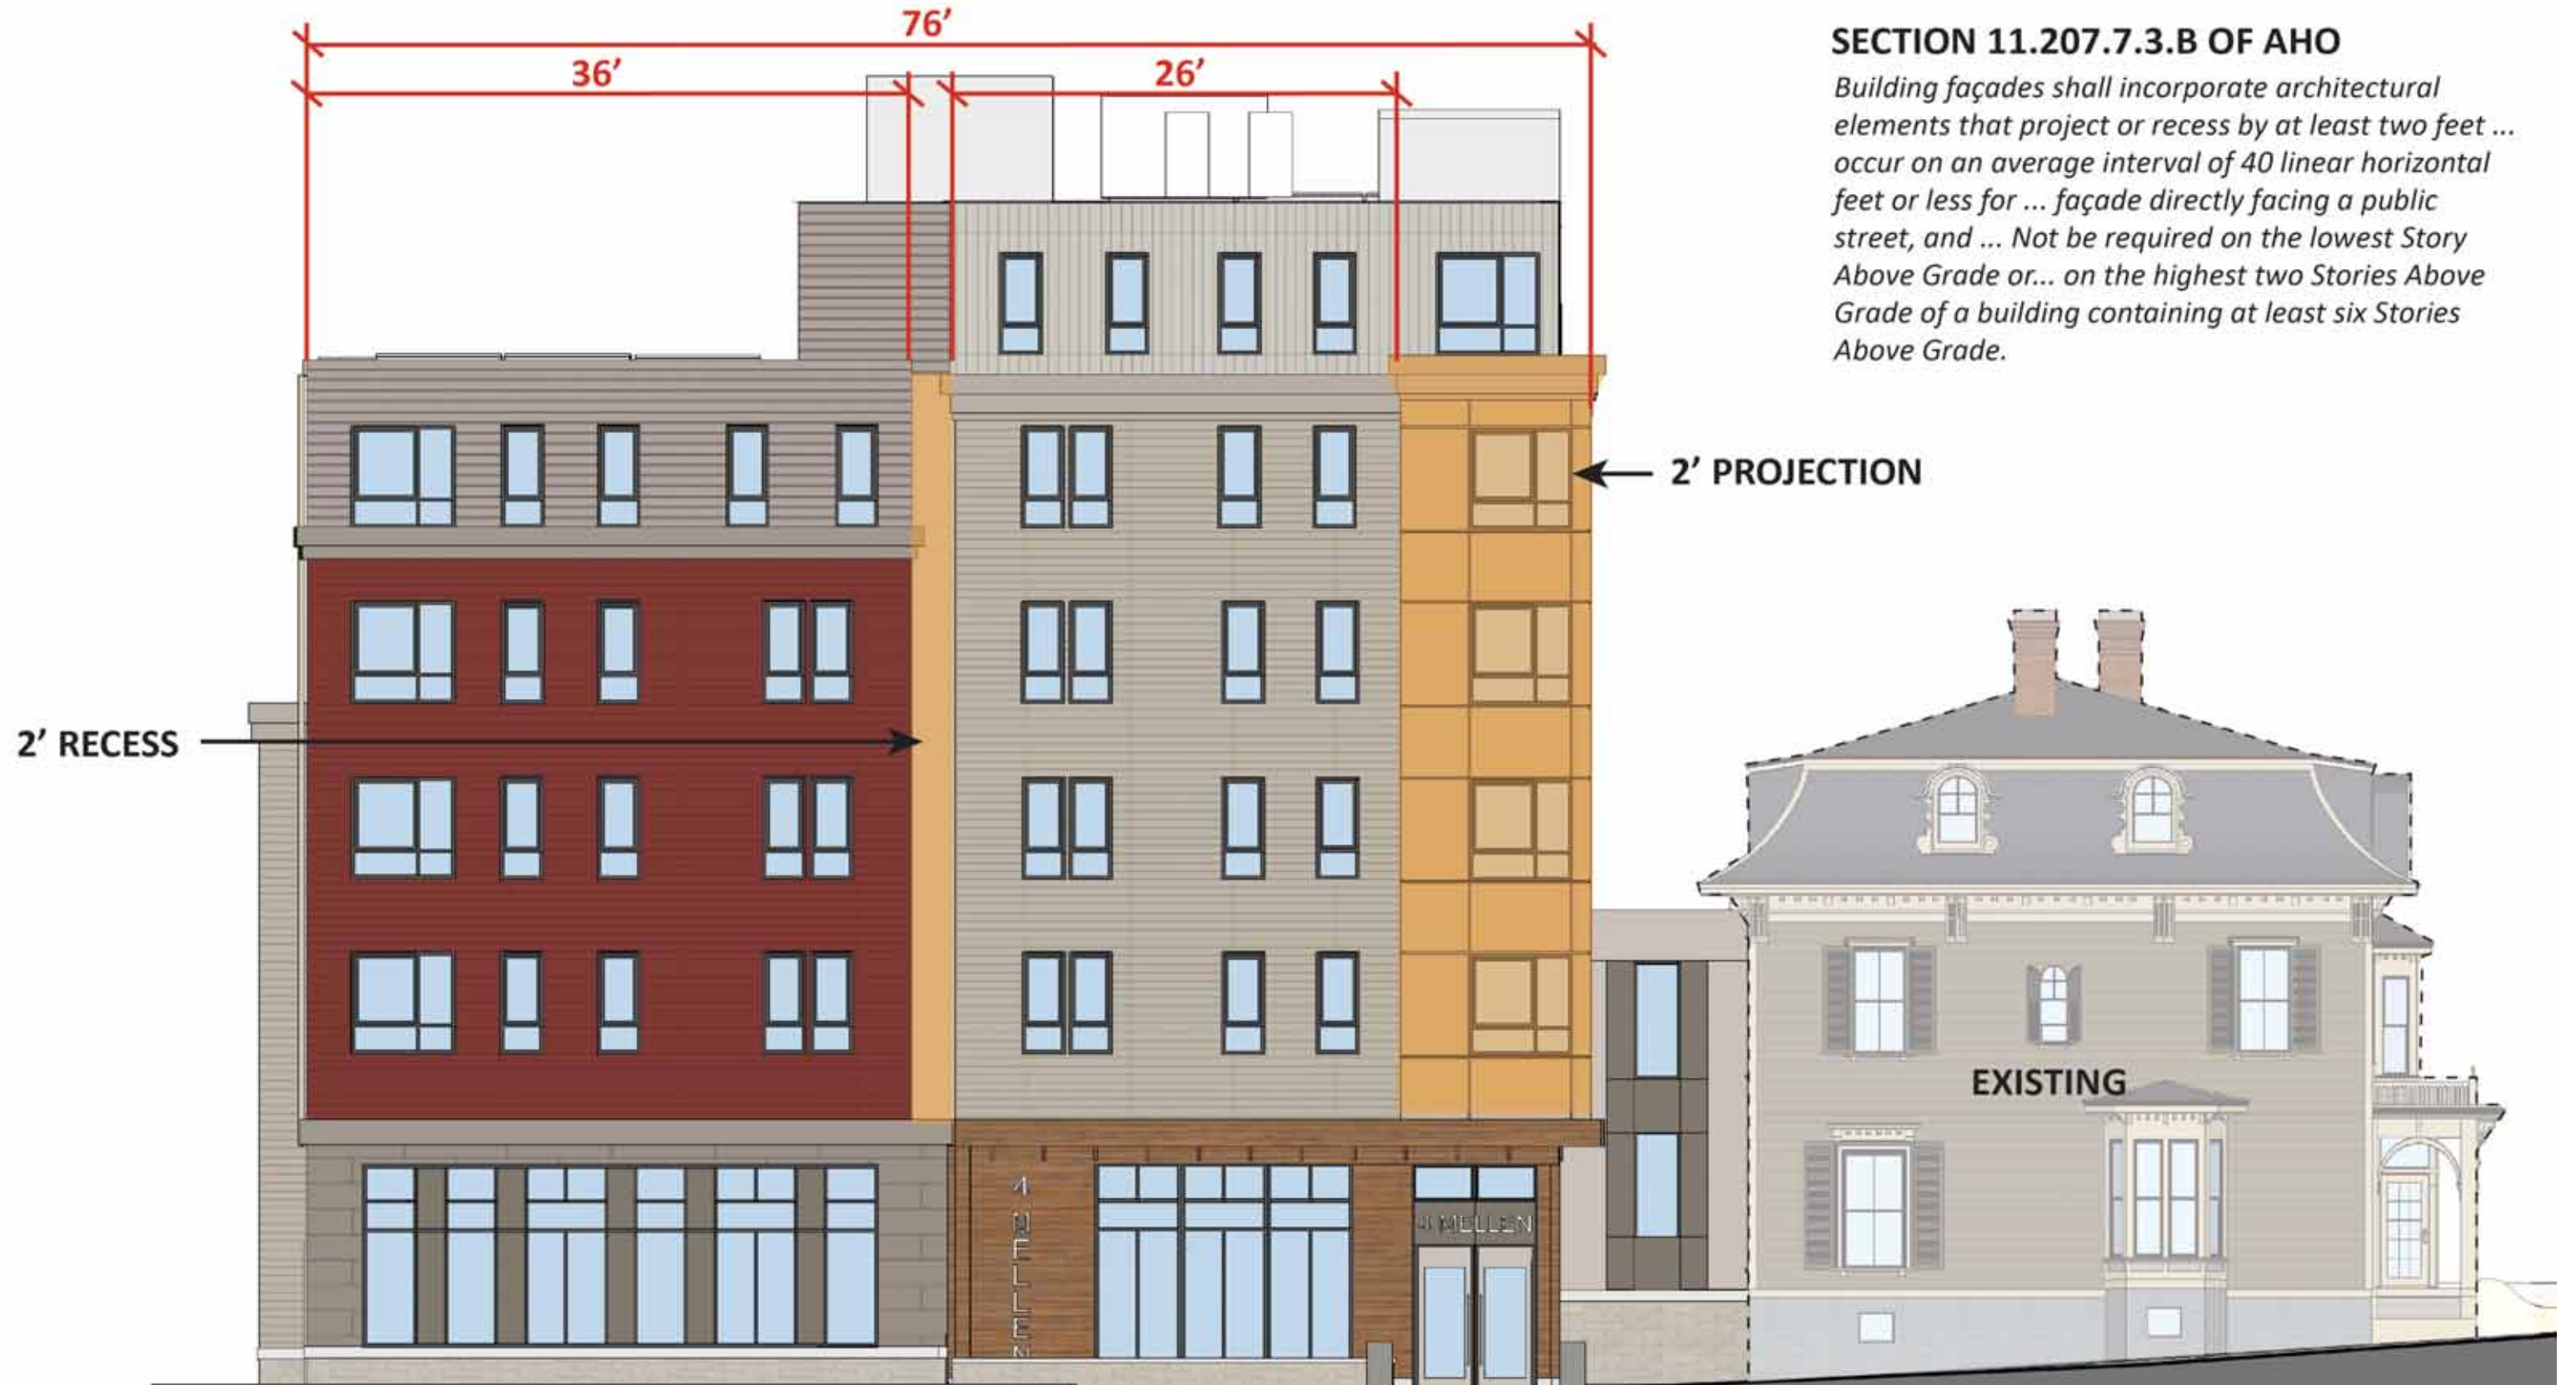 76’
36’
26’
SECTION 11.207.7.3.B OF AHO
Building façades shall incorporate architectural
elements that project or recess by at least two feet ...
occur on an average interval of 40 linear horizontal
feet or less for ... façade directly facing a public
street, and ... Not be required on the lowest Story
Above Grade or... on the highest two Stories Above
Grade of a building containing at least six Stories
Above Grade.
2’ PROJECTION
2’ RECESS
EXISTING
4 MELLEN
4 MELLEN